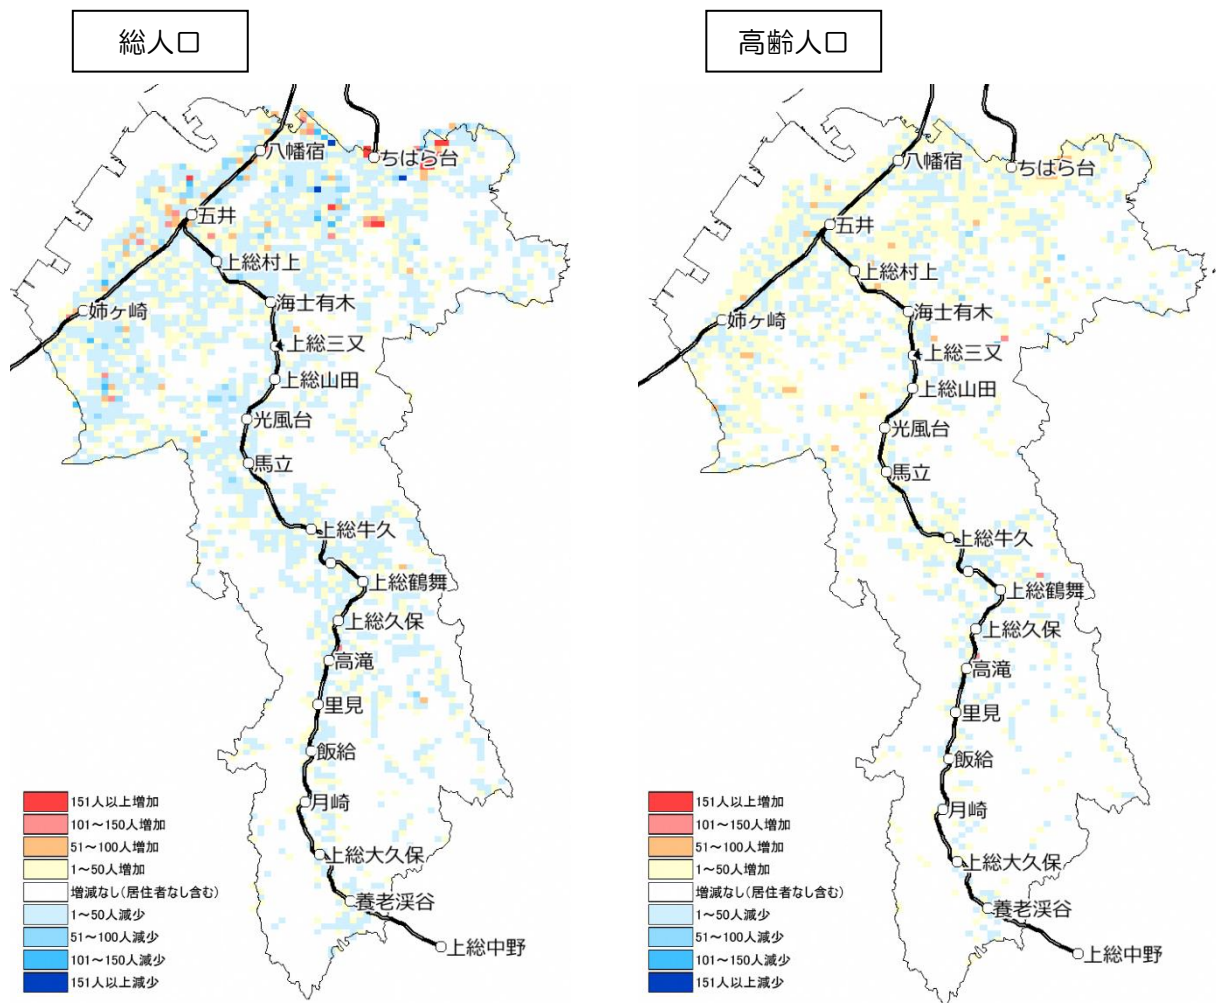 総人口
八幡宿
ちはら台
五井
上総村上
海士有木
姉ヶ崎
上総三又
上総山田
光風台
馬立
上総牛久
上総鶴舞
上総久保
高滝
里見
飯給
月崎
上総大久保
養老渓谷
上総中野
151人以上増加
101～150人増加
51～100人増加
1～50人増加
増減なし(居住者なし含む)
1～50人減少
51～100人減少
101～150人減少
151人以上減少
高齢人口
八幡宿
ちはら台
五井
上総村上
海士有木
姉ヶ崎
上総三又
上総山田
光風台
馬立
上総牛久
上総鶴舞
上総久保
高滝
里見
飯給
月崎
上総大久保
養老渓谷
上総中野
151人以上増加
101～150人増加
51～100人増加
1～50人増加
増減なし(居住者なし含む)
1～50人減少
51～100人減少
101～150人減少
151人以上減少